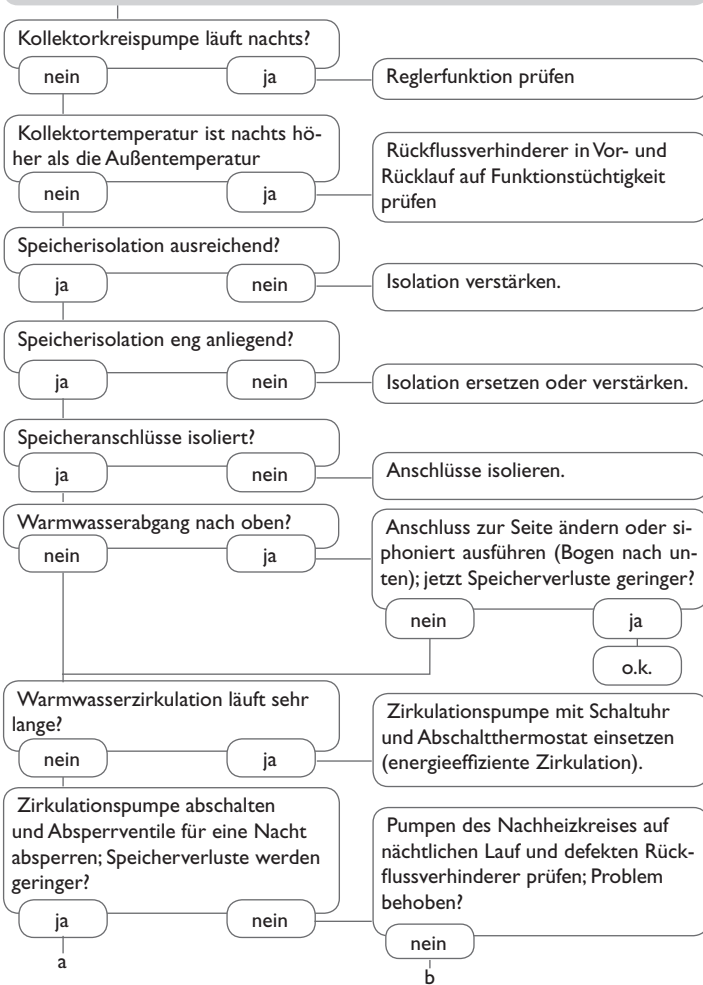 Kollektorkreispumpe läuft nachts?
nein
ja
Reglerfunktion prüfen
Kollektortemperatur ist nachts hö-
her als die Außentemperatur
nein
ja
Rückflussverhinderer in Vor- und
Rücklauf auf Funktionstüchtigkeit
prüfen
Speicherisolation ausreichend?
ja
nein
Isolation verstärken.
Speicherisolation eng anliegend?
ja
nein
Isolation ersetzen oder verstärken.
Speicheranschlüsse isoliert?
ja
nein
Anschlüsse isolieren.
Warmwasserabgang nach oben?
nein
ja
Anschluss zur Seite ändern oder si-
phoniert ausführen (Bogen nach un-
ten); jetzt Speicherverluste geringer?
nein
ja
o.k.
Warmwasserzirkulation läuft sehr
lange?
nein
ja
Zirkulationspumpe mit Schaltuhr
und Abschaltthermostat einsetzen
(energieeffiziente Zirkulation).
Zirkulationspumpe abschalten
und Absperrventile für eine Nacht
absperren; Speicherverluste werden
geringer?
ja
nein
a
Pumpen des Nachheizkreises auf
nächtlichen Lauf und defekten Rück-
flussverhinderer prüfen; Problem
behoben?
nein
b